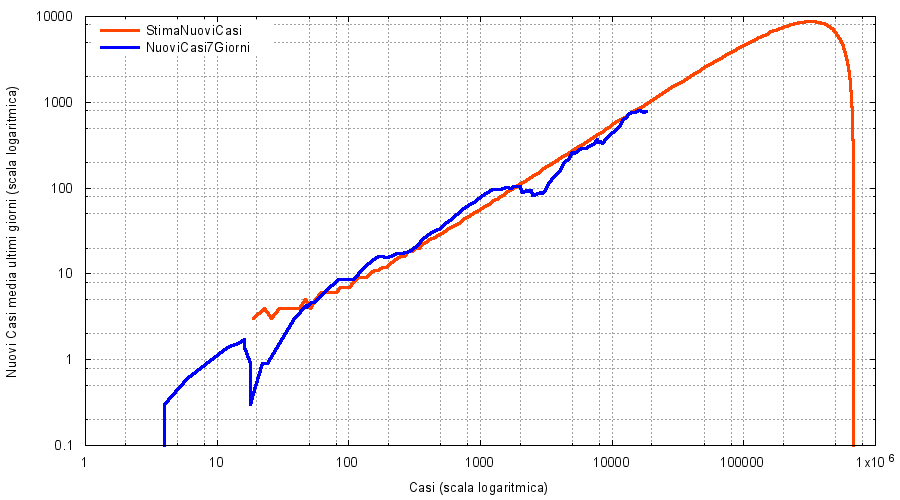 10000
1000
100
10
1
0.1
Nuovi Casi media ultimi giorni (scala logaritmica)
StimaNuoviCasi
NuoviCasi7Giorni
1 10 100 1000 10000 100000 1x10 6
Casi (scala logaritmica)